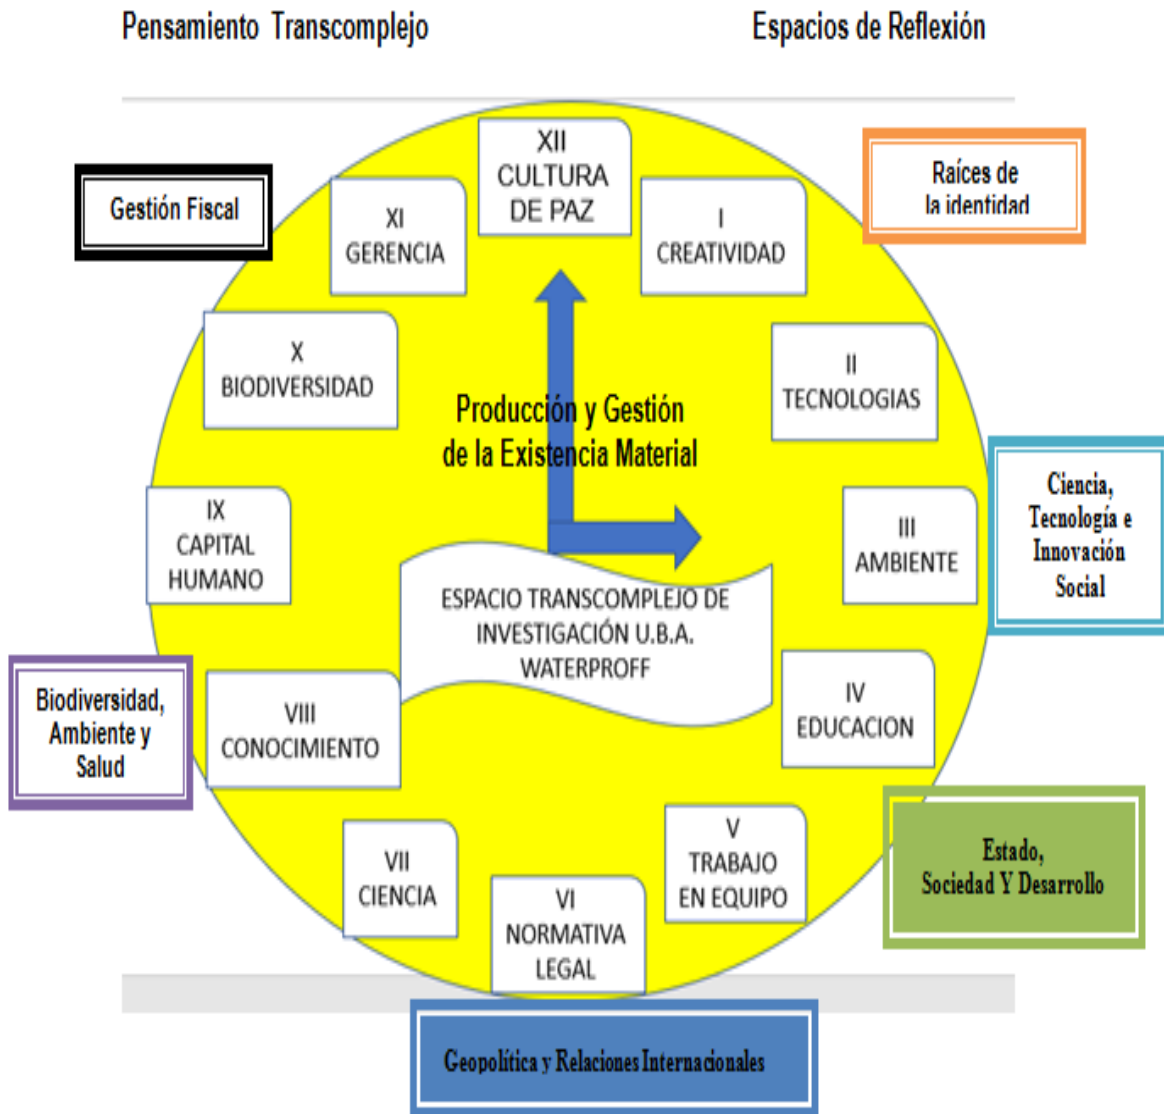 Pensamiento Transcomplejo
Espacios de Reflexión
XII
CULTURA
DE PAZ
I
CREATIVIDAD
Raíces de
la identidad
II
TECNOLOGIAS
Ciencia,
Tecnología e
Innovación
Social
III
AMBIENTE
IV
EDUCACION
Estado,
Sociedad Y Desarrollo
V
TRABAJO
EN EQUIPO
VI
NORMATIVA
LEGAL
Geopolítica y Relaciones Internacionales
VII
CIENCIA
VIII
CONOCIMIENTO
Biodiversidad,
Ambiente y
Salud
IX
CAPITAL
HUMANO
X
BIODIVERSIDAD
XI
GERENCIA
Gestión Fiscal
Producción y Gestión
de la Existencia Material
ESPACIO TRANSCOMPLEJO DE
INVESTIGACIÓN U.B.A.
WATERPROFF